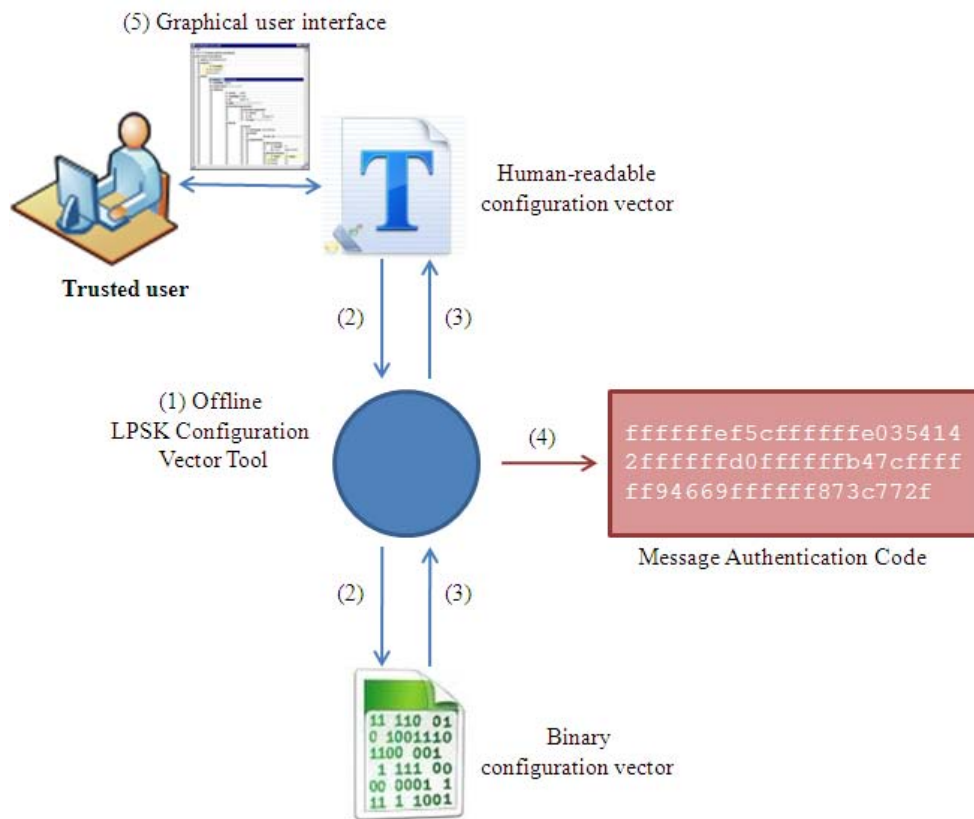 (5) Graphical user interface
T
Human-readable
configuration vector
Trusted user
(2)
(3)
(1) Offline
LPSK Configuration
Vector Tool
(4)
ffffffef5cffffffe035414
2ffffffd0ffffffb47cffff
ff94669ffffff873c772f
Message Authentication Code
(2)
(3)
11 110 01
0 1001110
1100 001
1 111 00
00 0001 1
11 1 1001
Binary
configuration vector